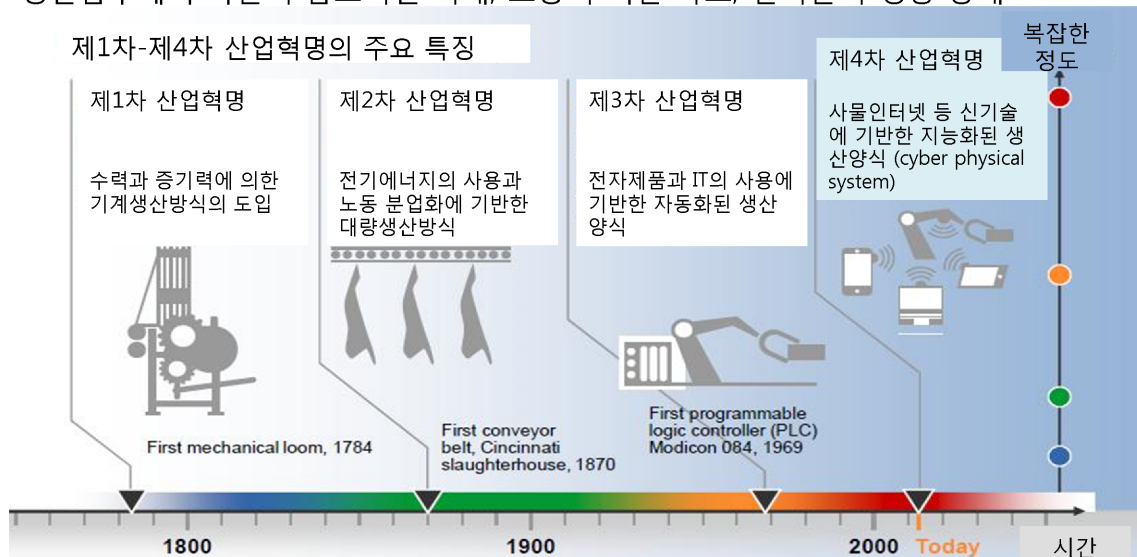 제1차-제4차 산업혁명의 주요 특징
복잡한
정도
제1차 산업혁명
수력과 증기력에 의한
기계생산방식의 도입
제2차 산업혁명
전기에너지의 사용과
노동 분업화에 기반한
대량생산방식
제3차 산업혁명
전자제품과 IT의 사용에
기반한 자동화된 생산
양식
제4차 산업혁명
사물인터넷 등 신기술
에 기반한 지능화된 생
산양식 (cyber physical
system)
First mechanical loom, 1784
First conveyor
belt, Cincinnati
slaughterhouse, 1870
First programmable
logic controller (PLC)
Modicon 084, 1969
1800
1900
2000
Today
시간